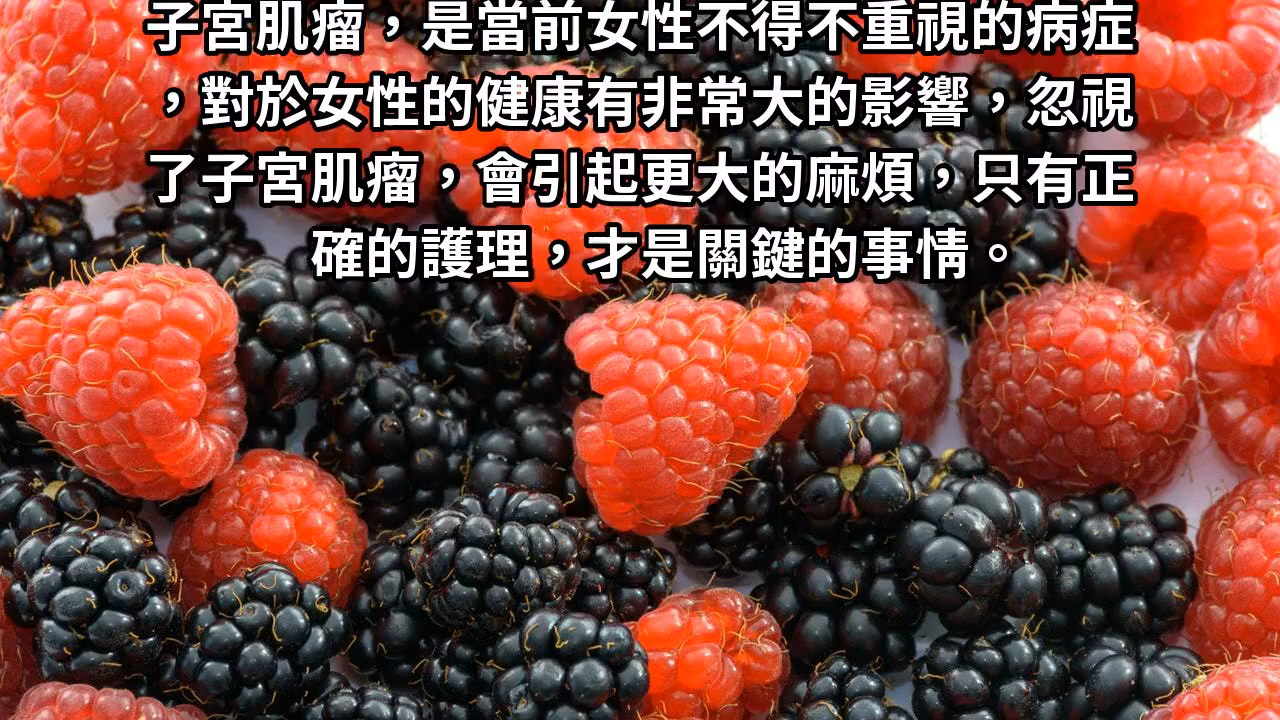 子宮肌瘤，是當前女性不得不重視的病症
，對於女性的健康有非常大的影響，忽視
了子宮肌瘤，會引起更大的麻煩，只有正
確的護理，才是關鍵的事情。